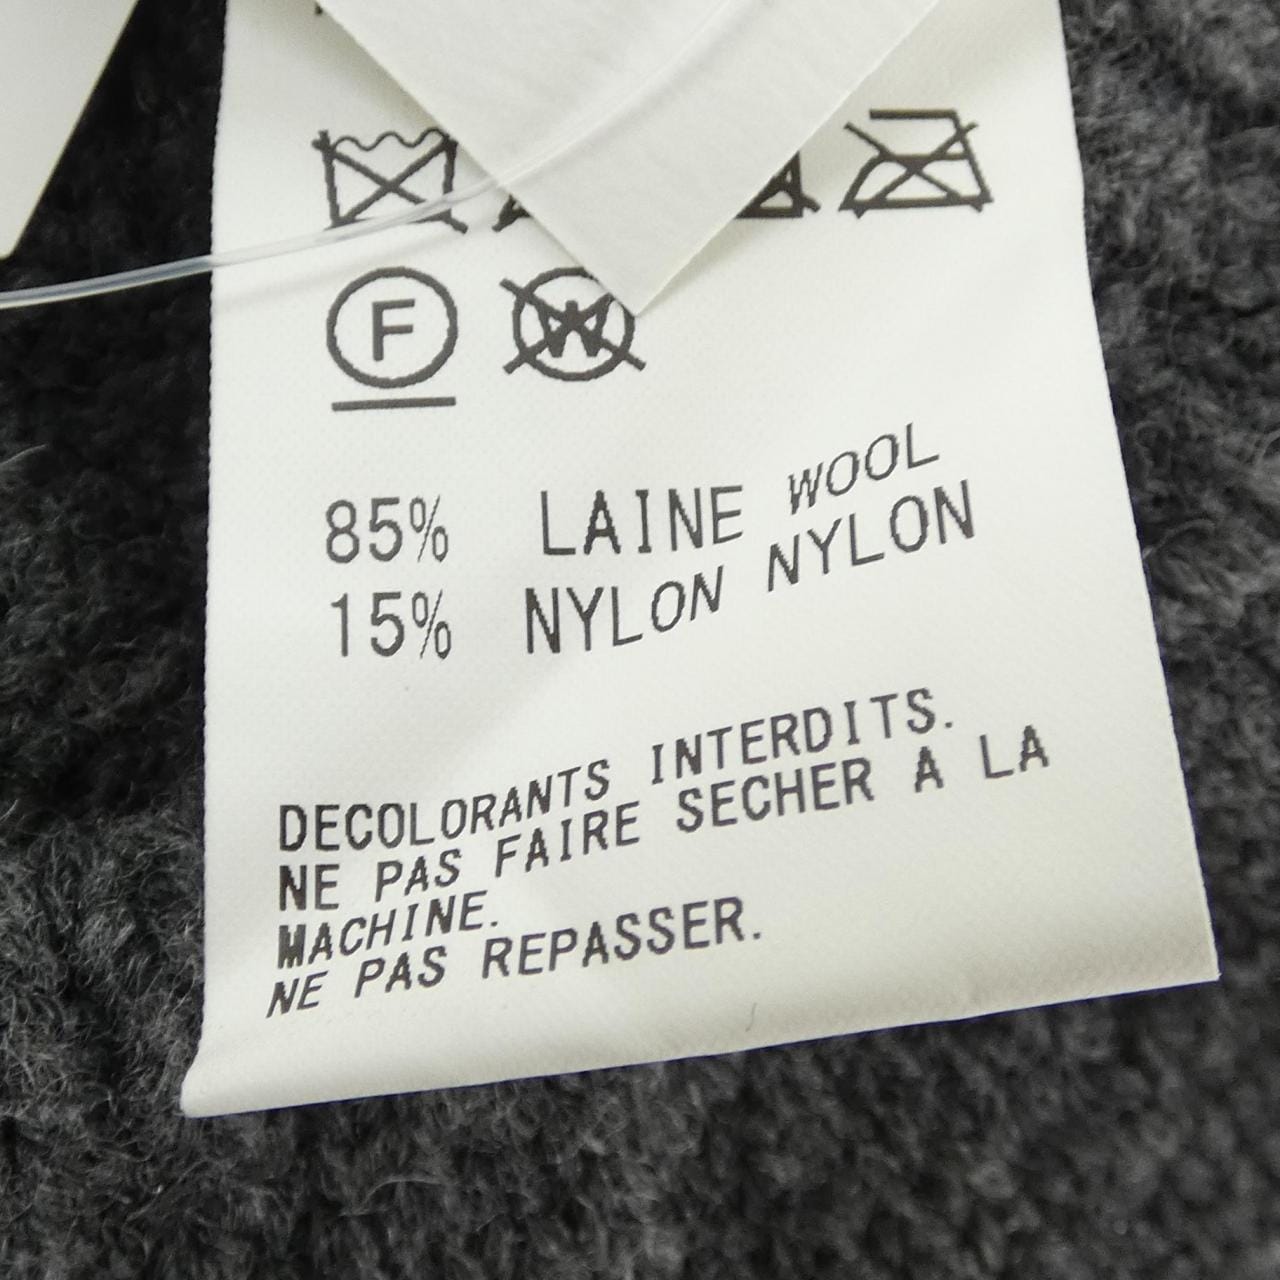 F
W
85% LAINE WOOL
15% NYLON NYLON
DECOLORANTS INTERDITS.
NE PAS FAIRE SECHER A LA
MACHINE.
NE PAS REPASSER.